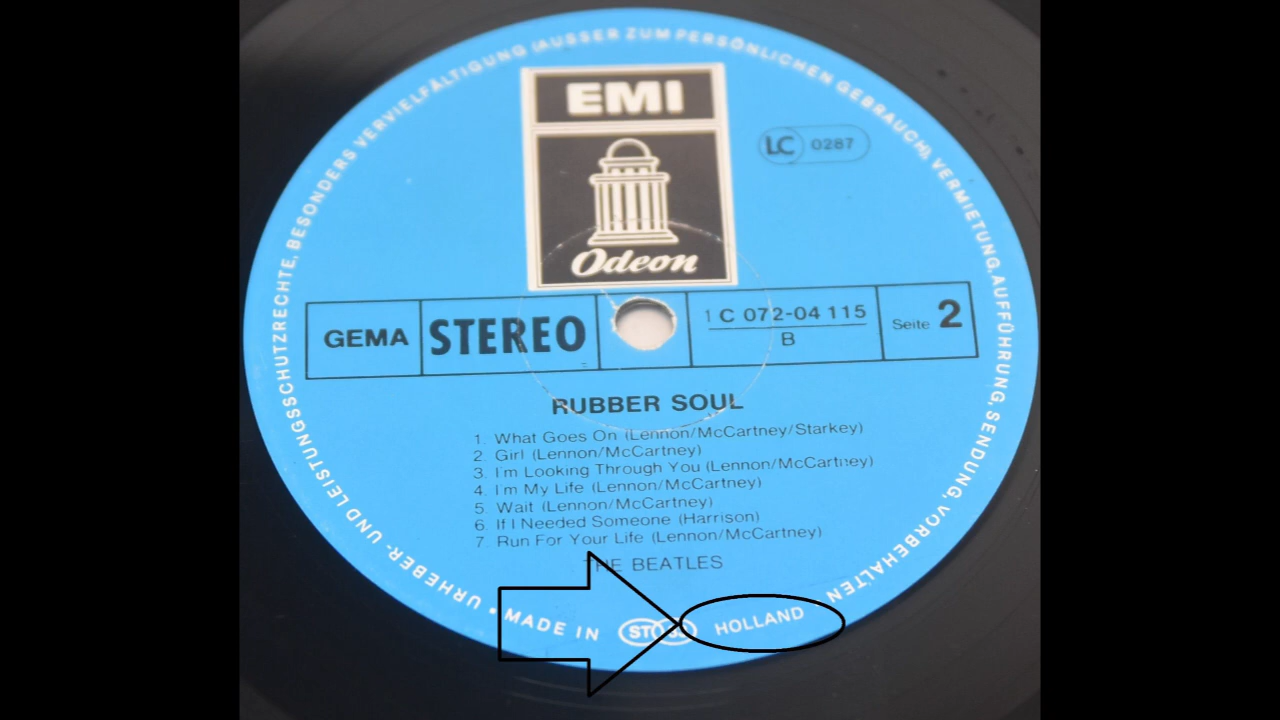 URHEBER- UND LEISTUNGSSCHUTZRECHTE, BESONDERS VERVIELFÄLTIGUNG (AUSSER ZUM PERSÖNLICHEN GEBRAUCH), VERMIETUNG, AUFFÜHRUNG, SENDUNG, VORBEHALTEN
EMI
LC 0287
Odeon
GEMA STEREO 1 C 072-04 115 Seite 2
B
RUBBER SOUL
1. What Goes On (Lennon/McCartney/Starkey)
2. Girl (Lennon/McCartney)
3. I'm Looking Through You (Lennon/McCartney)
4. I'm My Life (Lennon/McCartney)
5. Wait (Lennon/McCartney)
6. If I Needed Someone (Harrison)
7. Run For Your Life (Lennon/McCartney)
THE BEATLES
• MADE IN ST HOLLAND